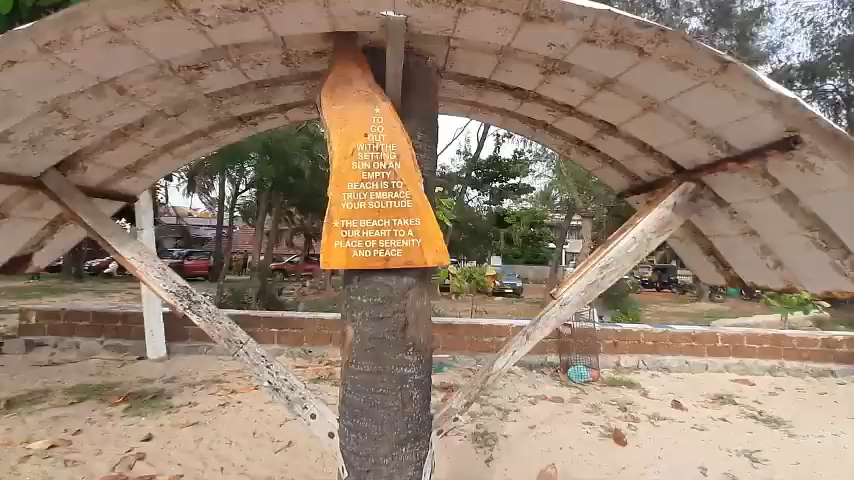 ★
TO
GO
OUT
WITH THE
SETTING
SUN ON AN
EMPTY
BEACH IS TO
TRULY EMBRACE
YOUR SOLITUDE
★ THE BEACH TAKES
OUR HEART TO A
PLACE OF SERENITY
AND PEACE